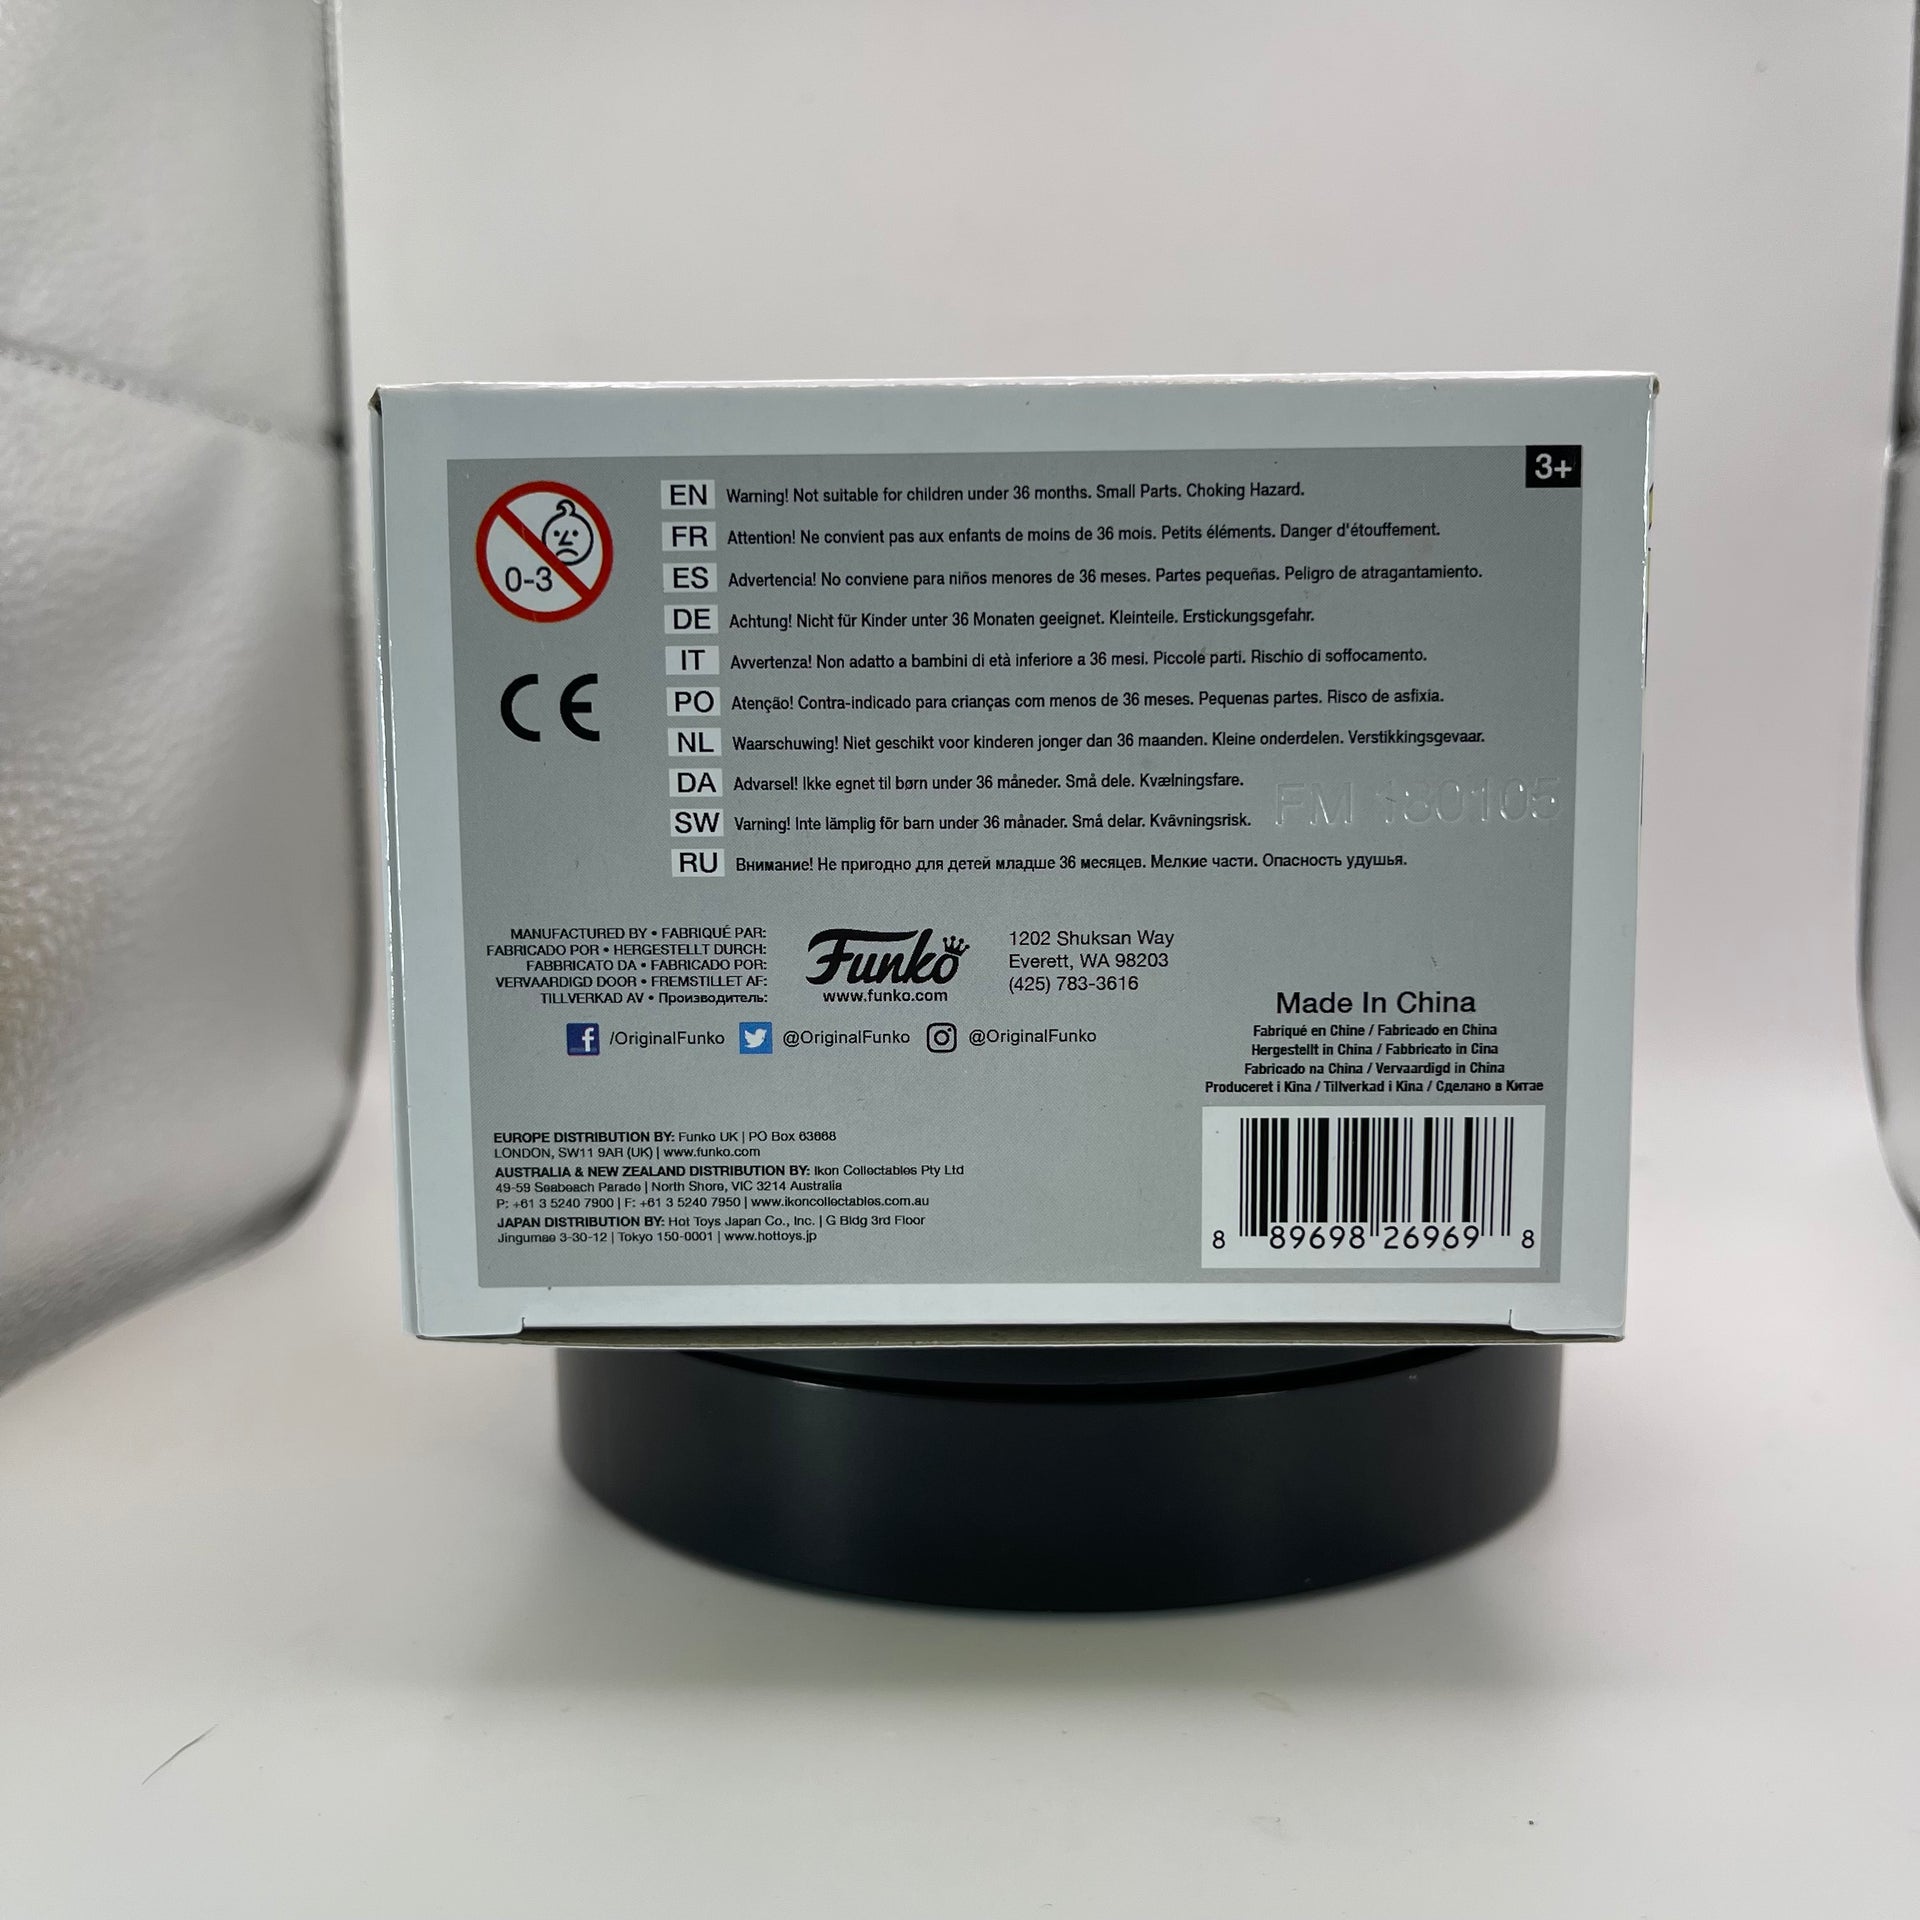 3+
0-3
EN Warning! Not suitable for children under 36 months. Small Parts. Choking Hazard.
FR Attention! Ne convient pas aux enfants de moins de 36 mois. Petits éléments. Danger d'étouffement.
ES Advertencia! No conviene para niños menores de 36 meses. Partes pequeñas. Peligro de atragantamiento.
DE Achtung! Nicht für Kinder unter 36 Monaten geeignet. Kleinteile. Erstickungsgefahr.
IT Avvertenza! Non adatto a bambini di età inferiore a 36 mesi. Piccole parti. Rischio di soffocamento.
PO Atenção! Contra-indicado para crianças com menos de 36 meses. Pequenas partes. Risco de asfixia.
NL Waarschuwing! Niet geschikt voor kinderen jonger dan 36 maanden. Kleine onderdelen. Verstikkingsgevaar.
DA Advarsel! Ikke egnet til børn under 36 måneder. Små dele. Kvælningsfare.
SW Varning! Inte lämplig för barn under 36 månader. Små delar. Kvävningsrisk.
RU Внимание! Не пригодно для детей младше 36 месяцев. Мелкие части. Опасность удушья.
CE
FM 180105
MANUFACTURED BY • FABRIQUÉ PAR:
FABRICADO POR • HERGESTELLT DURCH:
FABBRICATO DA • FABRICADO POR:
VERVAARDIGD DOOR • FREMSTILLET AF:
TILLVERKAD AV • Производитель:
Funko
www.funko.com
1202 Shuksan Way
Everett, WA 98203
(425) 783-3616
/OriginalFunko @OriginalFunko @OriginalFunko
Made In China
Fabriqué en Chine / Fabricado en China
Hergestellt in China / Fabbricato in Cina
Fabricado na China / Vervaardigd in China
Produceret i Kina / Tillverkad i Kina / Сделано в Китае
EUROPE DISTRIBUTION BY: Funko UK | PO Box 63668
LONDON, SW11 9AR (UK) | www.funko.com
AUSTRALIA & NEW ZEALAND DISTRIBUTION BY: Ikon Collectables Pty Ltd
49-59 Seabeach Parade | North Shore, VIC 3214 Australia
P: +61 3 5240 7900 | F: +61 3 5240 7950 | www.ikoncollectables.com.au
JAPAN DISTRIBUTION BY: Hot Toys Japan Co., Inc. | G Bldg 3rd Floor
Jingumae 3-30-12 | Tokyo 150-0001 | www.hottoys.jp
8 89698 26969 8